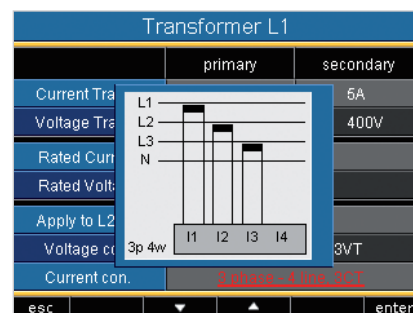 Transformer L1
primary secondary
Current Tra 5A
Voltage Tra 400V
Rated Curr
Rated Volt
Apply to L2
Voltage co 3VT
Current con. 3 phase - 4 line, 3CT
L1
L2
L3
N
I1 I2 I3 I4
3p 4w
esc enter